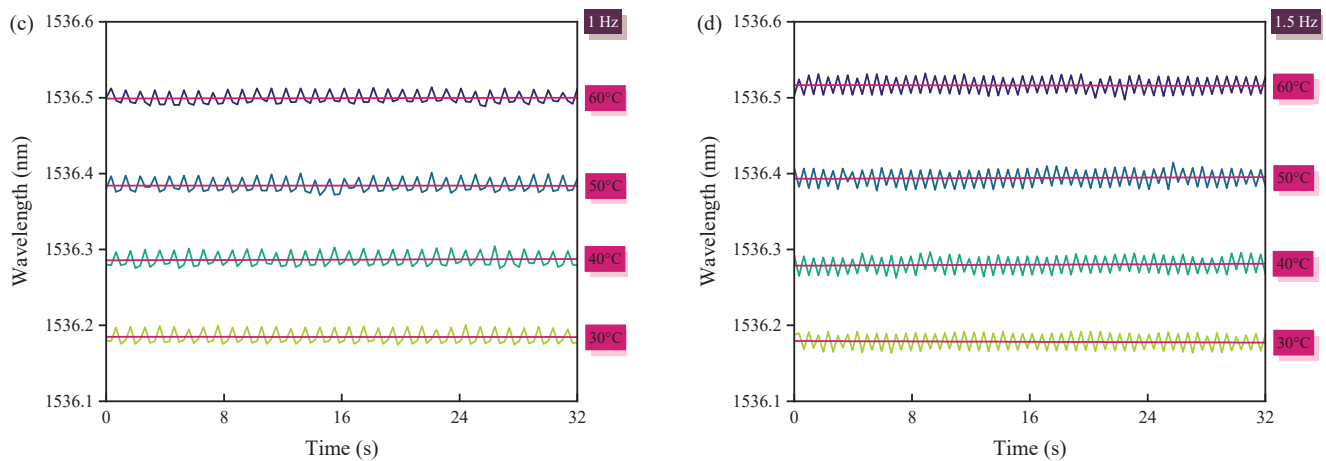 (c)
1 Hz
1536.6
1536.5
1536.4
1536.3
1536.2
1536.1
Wavelength (nm)
60°C
50°C
40°C
30°C
0 8 16 24 32
Time (s)
(d)
1.5 Hz
1536.6
1536.5
1536.4
1536.3
1536.2
1536.1
Wavelength (nm)
60°C
50°C
40°C
30°C
0 8 16 24 32
Time (s)